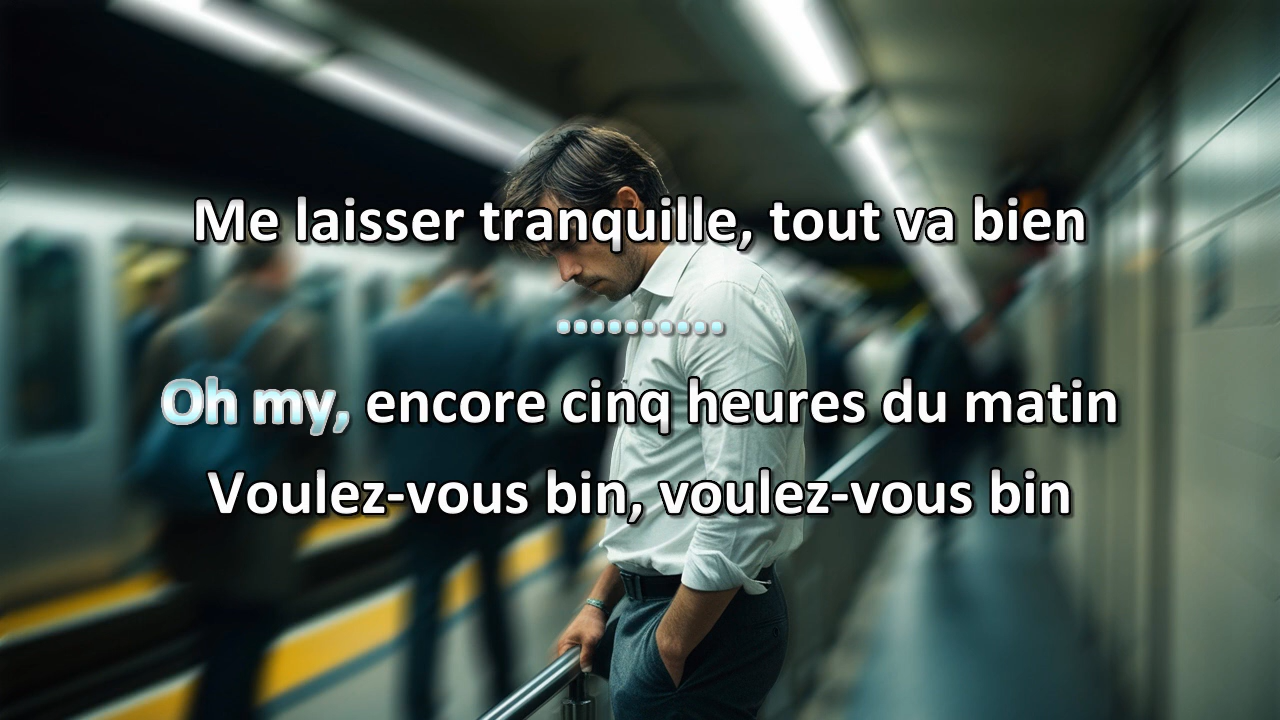 Me laisser tranquille, tout va bien
..........
Oh my, encore cinq heures du matin
Voulez-vous bin, voulez-vous bin